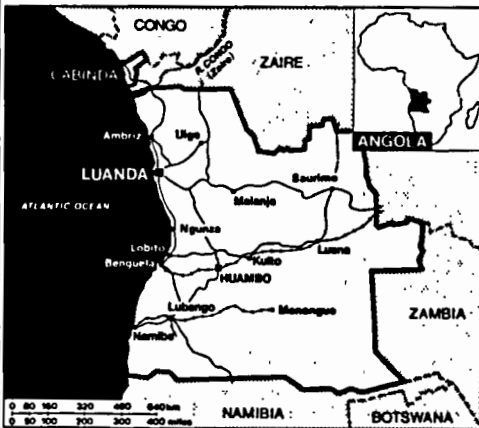 CONGO
R. CONGO
(Zaire)
ZAIRE
CABINDA
Ambriz
Uige
ANGOLA
LUANDA
Saurimo
Malanje
ATLANTIC OCEAN
Ngunza
Lobito
Luena
Benguela
Kuito
HUAMBO
Lubango
Menongue
ZAMBIA
Namibe
0 80 160 320 480 640 km
0 50 100 200 300 400 miles
NAMIBIA
BOTSWANA